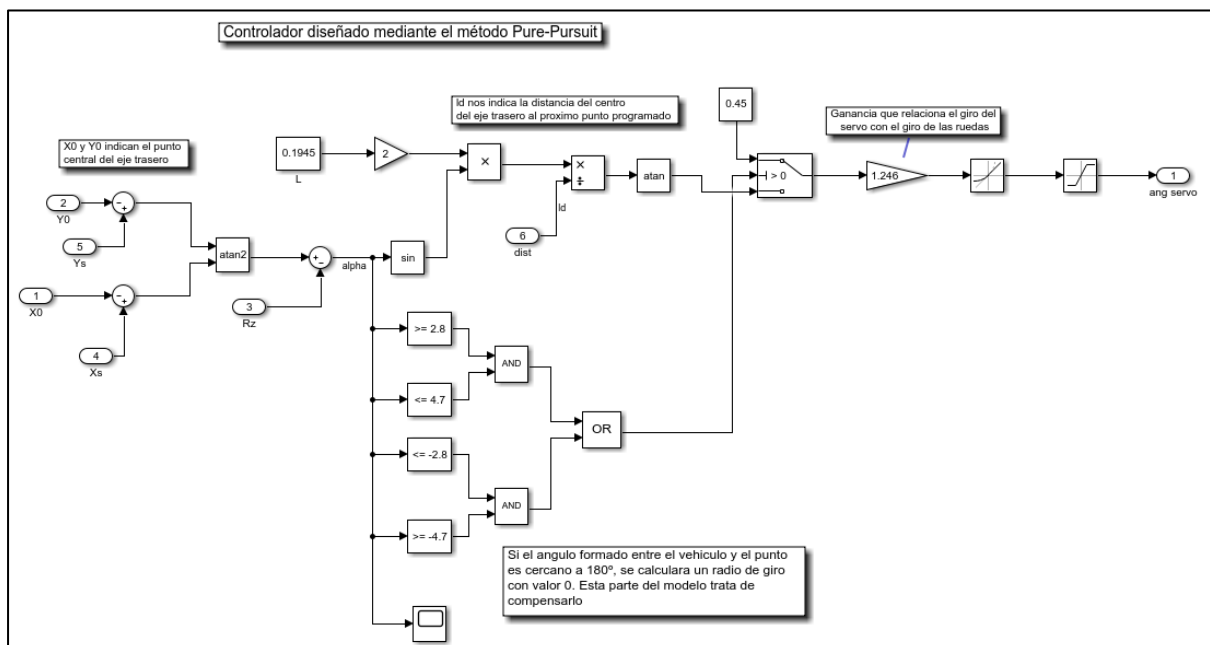 Controlador diseñado mediante el método Pure-Pursuit
ld nos indica la distancia del centro
del eje trasero al proximo punto programado
0.45
Ganancia que relaciona el giro del
servo con el giro de las ruedas
X0 y Y0 indican el punto
central del eje trasero
0.1945
L
2
×
×
÷
ld
atan
> 0
1.246
1
ang servo
2
Y0
5
Ys
atan2
6
dist
1
X0
4
Xs
3
Rz
alpha
sin
>= 2.8
AND
<= 4.7
OR
<= -2.8
AND
>= -4.7
Si el angulo formado entre el vehiculo y el punto
es cercano a 180º, se calculara un radio de giro
con valor 0. Esta parte del modelo trata de
compensarlo